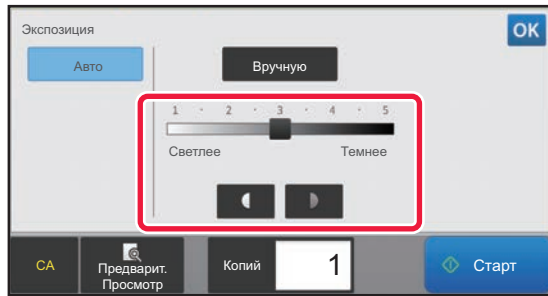 Экспозиция
OK
Авто
Вручную
1 · 2 · 3 · 4 · 5
Светлее Темнее
CA
Предварит.
Просмотр
Копий
1
Старт